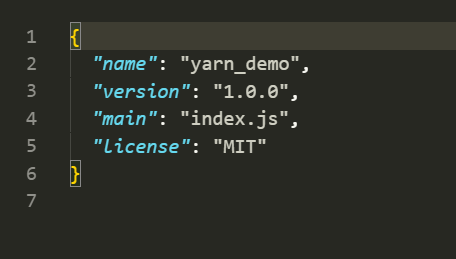 1 {
2 "name": "yarn_demo",
3 "version": "1.0.0",
4 "main": "index.js",
5 "license": "MIT"
6 }
7